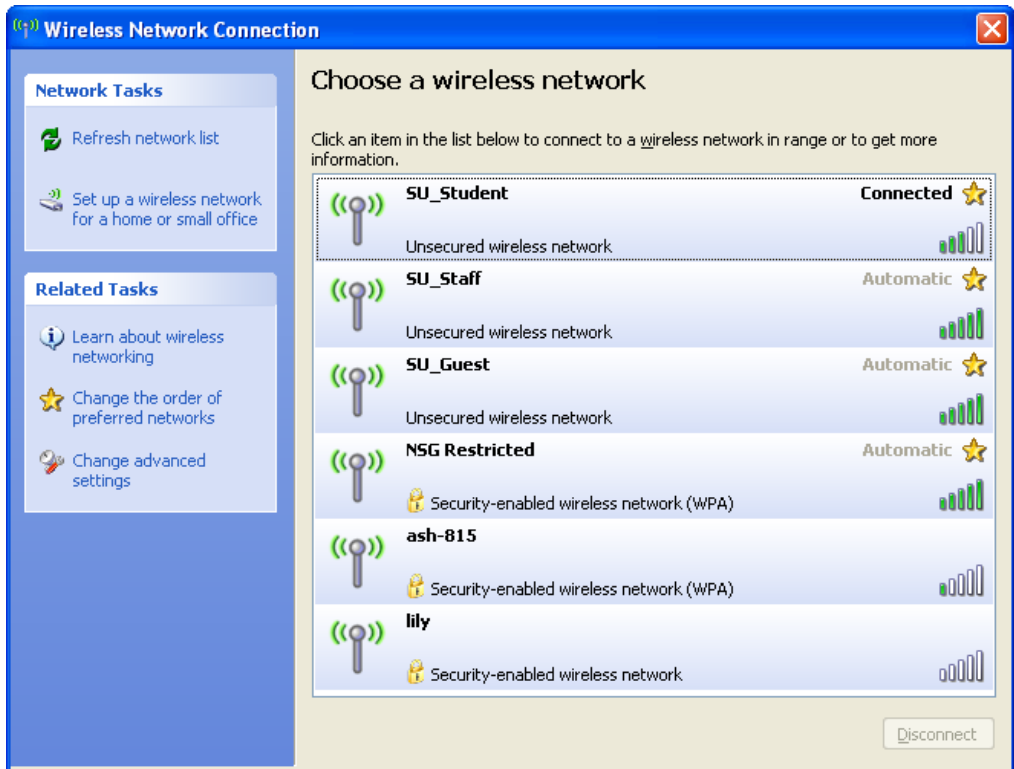 Wireless Network Connection
Network Tasks
Refresh network list
Set up a wireless network
for a home or small office
Related Tasks
Learn about wireless
networking
Change the order of
preferred networks
Change advanced
settings
Choose a wireless network
Click an item in the list below to connect to a wireless network in range or to get more
information.
SU_Student Connected
Unsecured wireless network
SU_Staff Automatic
Unsecured wireless network
SU_Guest Automatic
Unsecured wireless network
NSG Restricted Automatic
Security-enabled wireless network (WPA)
ash-815
Security-enabled wireless network (WPA)
lily
Security-enabled wireless network
Disconnect